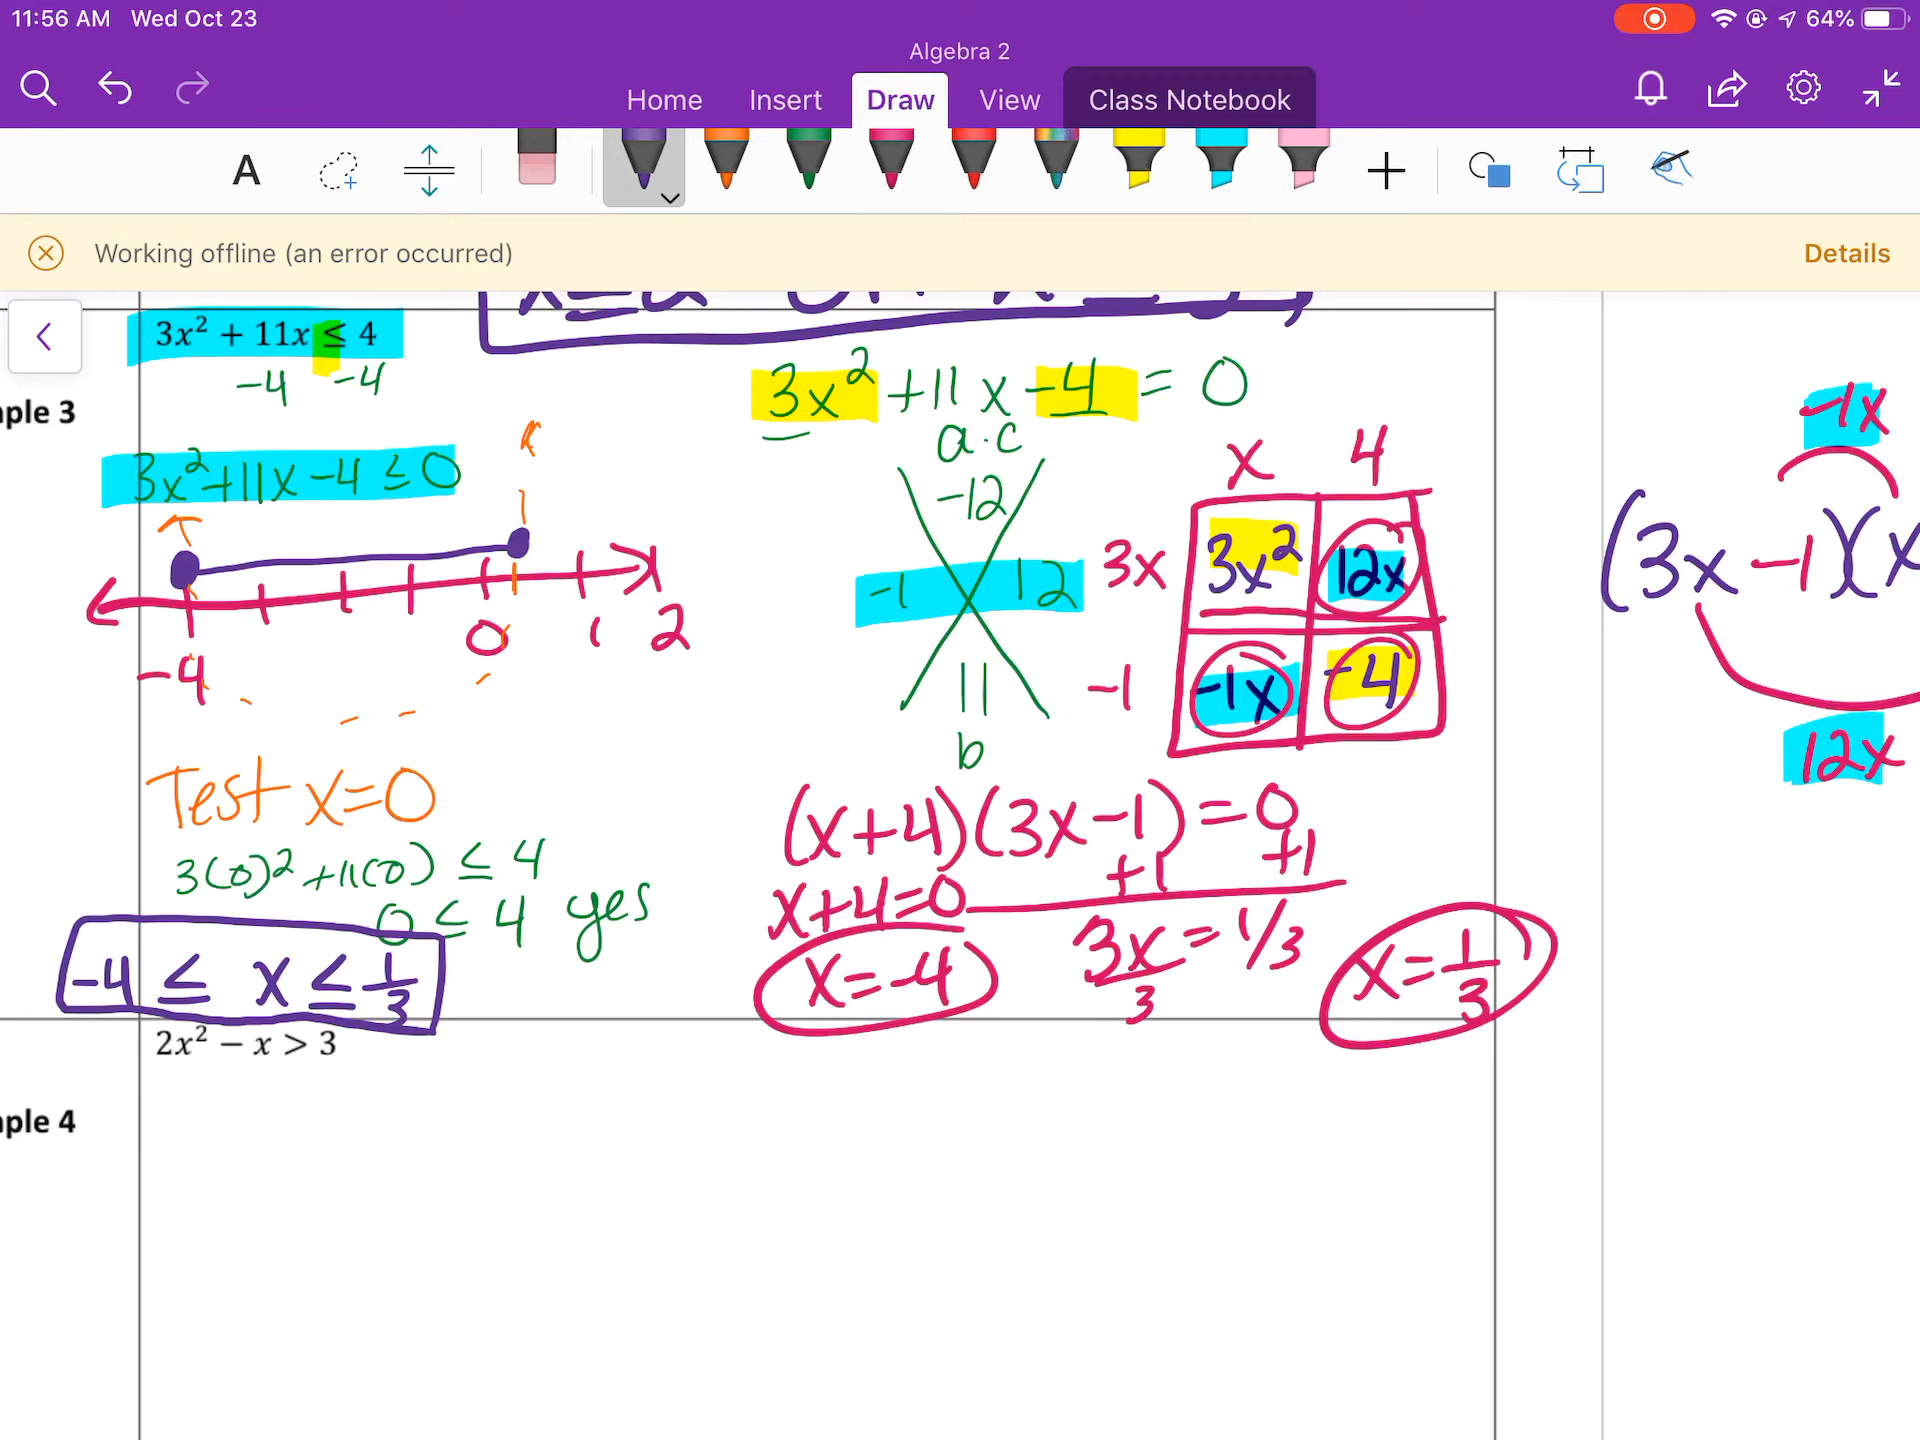 11:56 AM Wed Oct 23
64%
Algebra 2
Home Insert Draw View Class Notebook
A
Working offline (an error occurred) Details
3x² + 11x ≤ 4
-4 -4
ple 3
3x²+11x-4 ≤ 0
-4 0 1 2
Test x=0
3(0)²+11(0) ≤ 4
0 ≤ 4 yes
-4 ≤ x ≤ 1/3
3x²+11x-4 = 0
a·c
-12
-1 12
11
b
x 4
3x 3x² 12x
-1 -1x -4
(x+4)(3x-1)=0
+1 +1
x+4=0
3x/3 = 1/3
x=-4
x=1/3
-1x
(3x-1)(x
12x
2x² − x > 3
ple 4